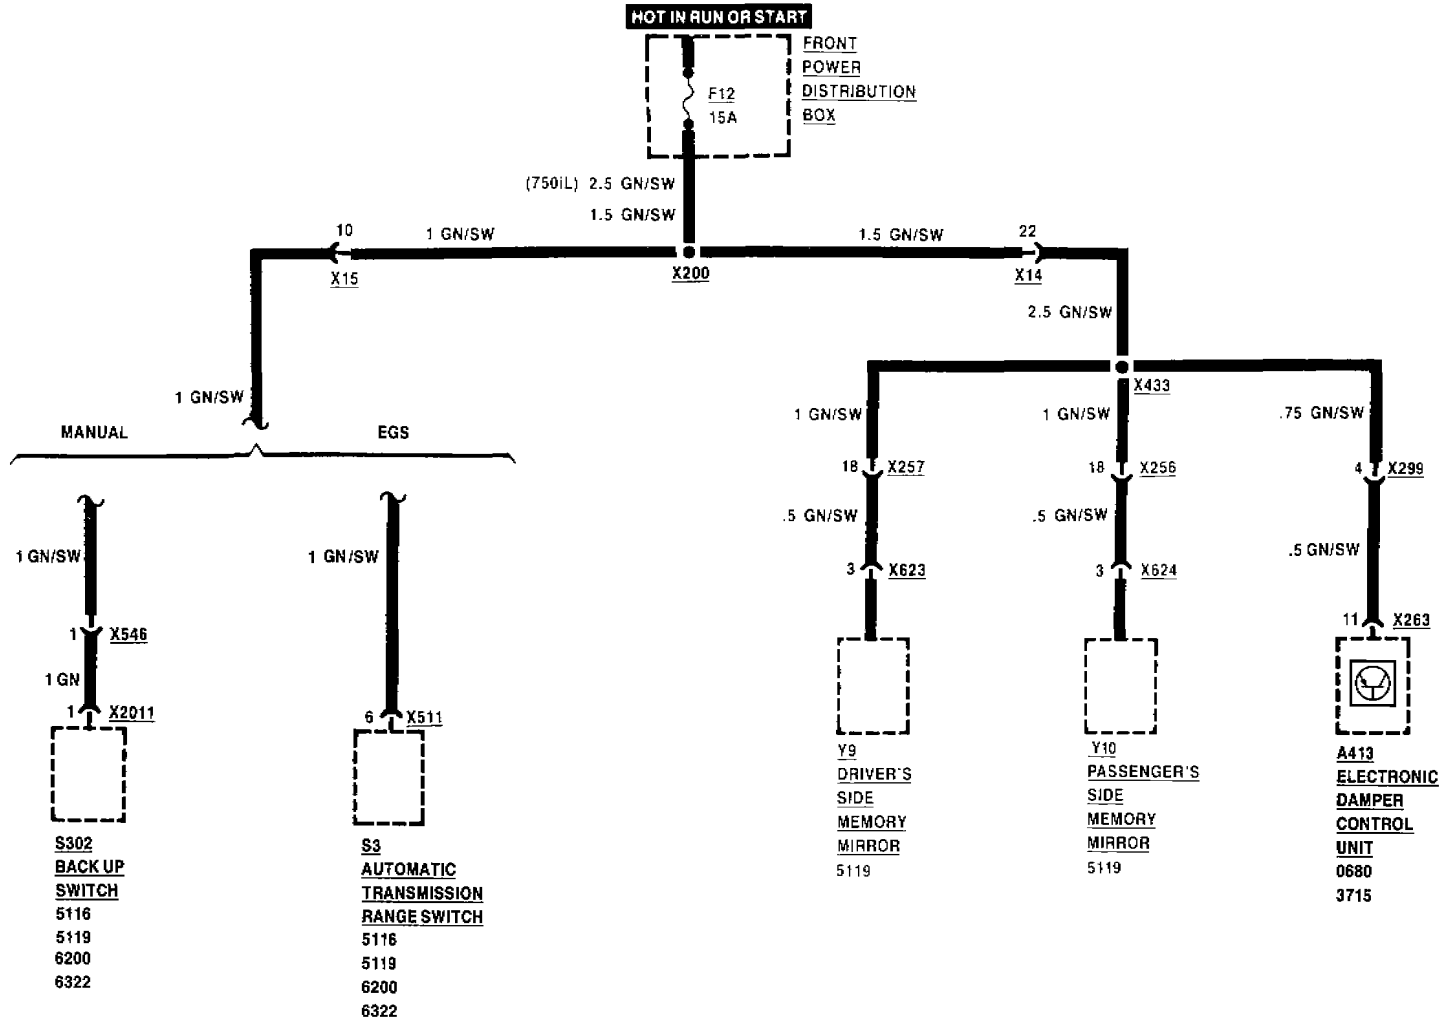 HOT IN RUN OR START
FRONT
POWER
DISTRIBUTION
BOX
F12
15A
(750iL) 2.5 GN/SW
1.5 GN/SW
10
1 GN/SW
X15
X200
1.5 GN/SW
22
X14
2.5 GN/SW
X433
1 GN/SW
MANUAL
EGS
1 GN/SW
1 GN/SW
.75 GN/SW
18 X257
18 X256
4 X299
.5 GN/SW
.5 GN/SW
.5 GN/SW
1 GN/SW
1 GN/SW
3 X623
3 X624
11 X263
1 X546
1 GN
1 X2011
6 X511
S302
BACK UP
SWITCH
5116
5119
6200
6322
S3
AUTOMATIC
TRANSMISSION
RANGE SWITCH
5116
5119
6200
6322
Y9
DRIVER'S
SIDE
MEMORY
MIRROR
5119
Y10
PASSENGER'S
SIDE
MEMORY
MIRROR
5119
A413
ELECTRONIC
DAMPER
CONTROL
UNIT
0680
3715